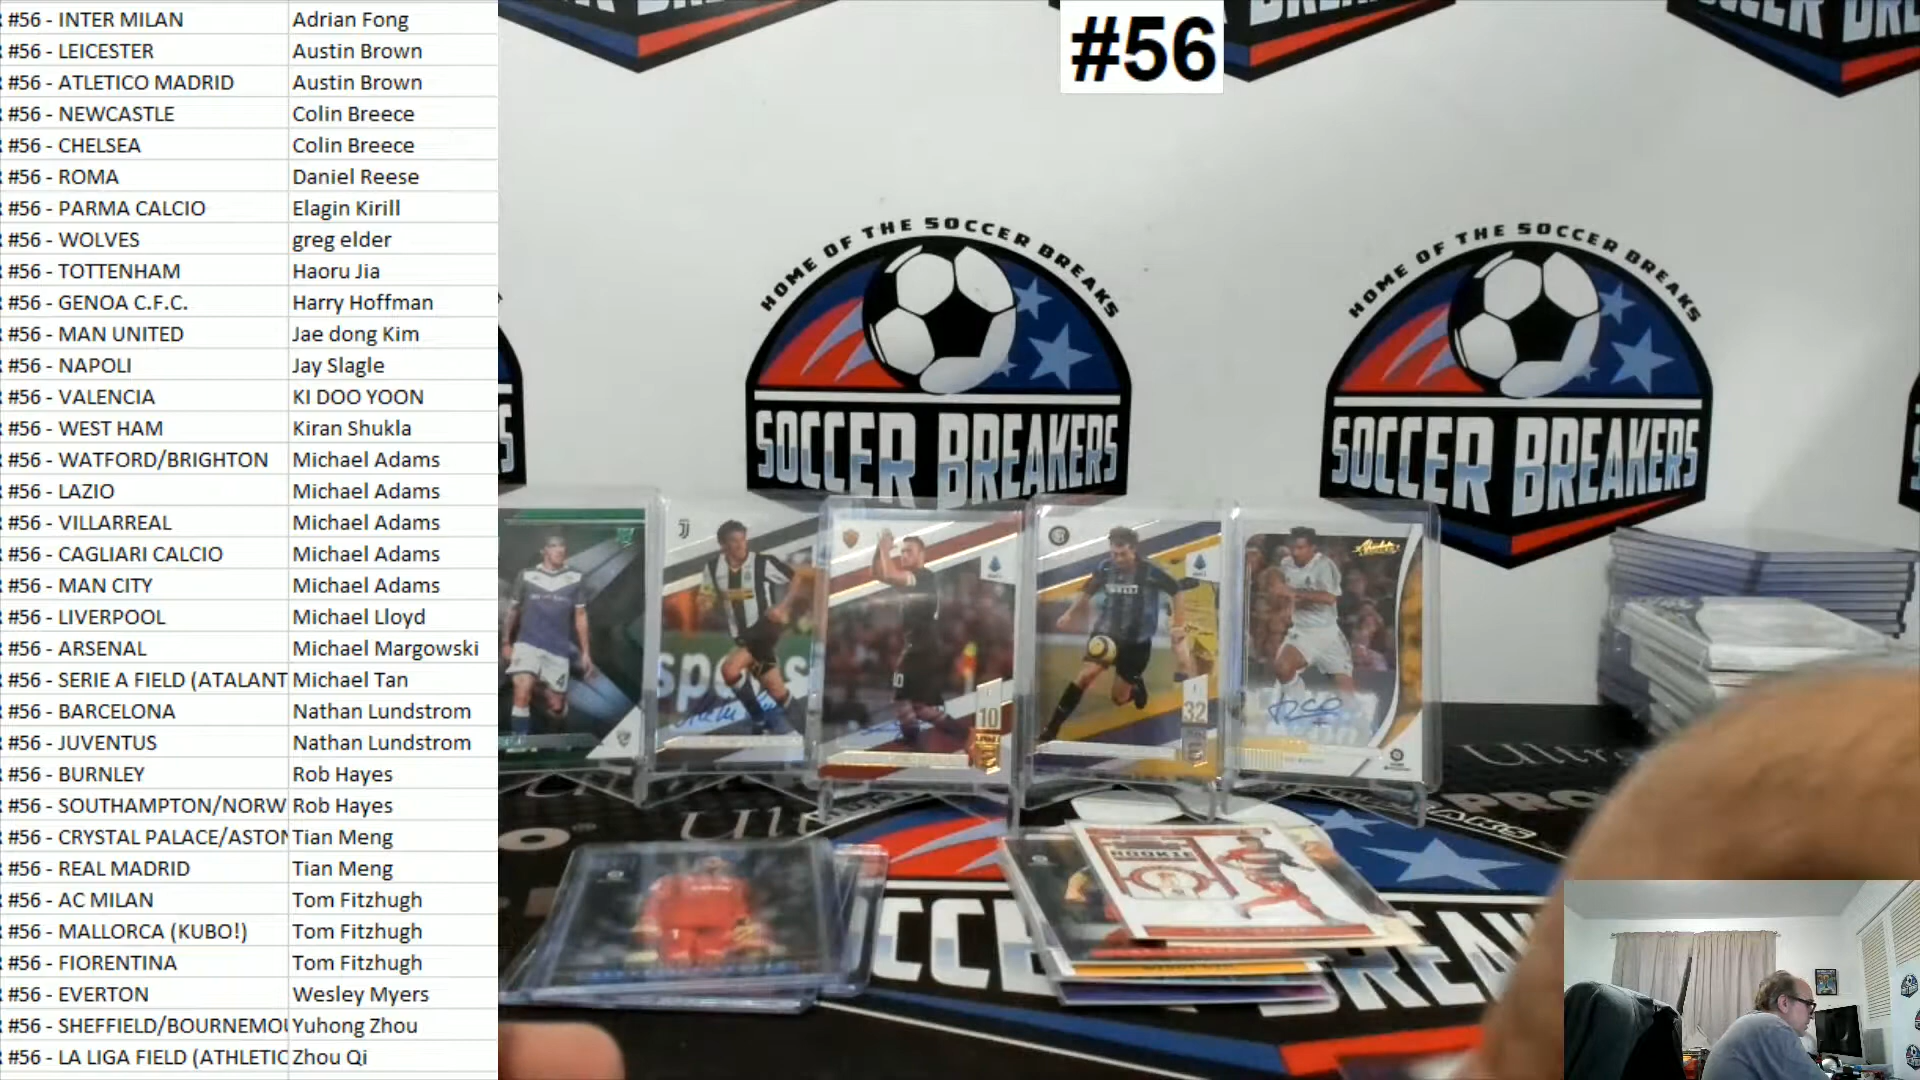 #56 - INTER MILAN Adrian Fong
#56 - LEICESTER Austin Brown
#56 - ATLETICO MADRID Austin Brown
#56 - NEWCASTLE Colin Breece
#56 - CHELSEA Colin Breece
#56 - ROMA Daniel Reese
#56 - PARMA CALCIO Elagin Kirill
#56 - WOLVES greg elder
#56 - TOTTENHAM Haoru Jia
#56 - GENOA C.F.C. Harry Hoffman
#56 - MAN UNITED Jae dong Kim
#56 - NAPOLI Jay Slagle
#56 - VALENCIA KI DOO YOON
#56 - WEST HAM Kiran Shukla
#56 - WATFORD/BRIGHTON Michael Adams
#56 - LAZIO Michael Adams
#56 - VILLARREAL Michael Adams
#56 - CAGLIARI CALCIO Michael Adams
#56 - MAN CITY Michael Adams
#56 - LIVERPOOL Michael Lloyd
#56 - ARSENAL Michael Margowski
#56 - SERIE A FIELD (ATALANT Michael Tan
#56 - BARCELONA Nathan Lundstrom
#56 - JUVENTUS Nathan Lundstrom
#56 - BURNLEY Rob Hayes
#56 - SOUTHAMPTON/NORW Rob Hayes
#56 - CRYSTAL PALACE/ASTON Tian Meng
#56 - REAL MADRID Tian Meng
#56 - AC MILAN Tom Fitzhugh
#56 - MALLORCA (KUBO!) Tom Fitzhugh
#56 - FIORENTINA Tom Fitzhugh
#56 - EVERTON Wesley Myers
#56 - SHEFFIELD/BOURNEMOU Yuhong Zhou
#56 - LA LIGA FIELD (ATHLETIC Zhou Qi
#56
HOME OF THE SOCCER BREAKS
SOCCER BREAKERS
HOME OF THE SOCCER BREAKS
SOCCER BREAKERS
10
32
Absolute
ROOKIE
Ultra
PRO